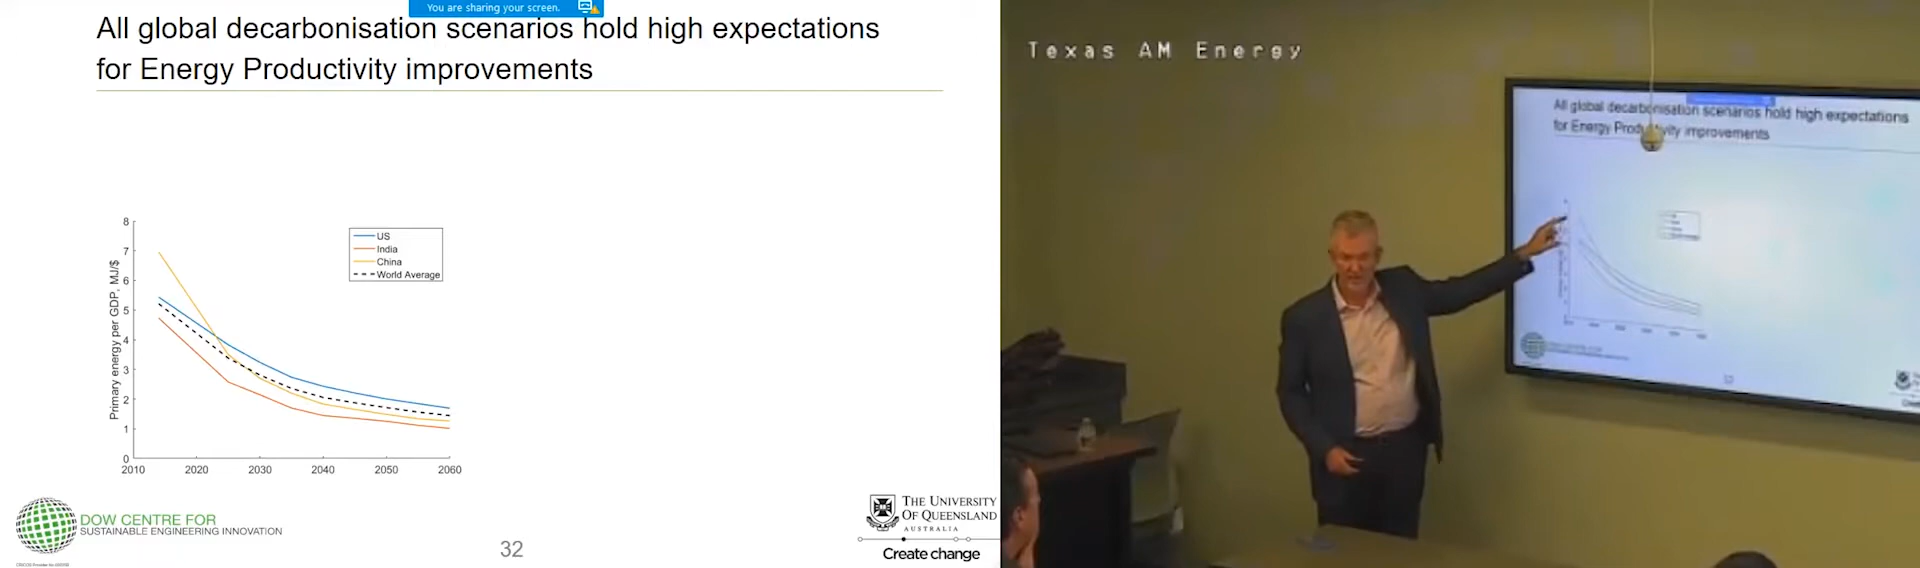 You are sharing your screen.
All global decarbonisation scenarios hold high expectations
for Energy Productivity improvements
8
7
6
5
4
3
2
1
0
Primary energy per GDP, MJ/$
2010 2020 2030 2040 2050 2060
US
India
China
World Average
DOW CENTRE FOR
SUSTAINABLE ENGINEERING INNOVATION
32
THE UNIVERSITY
OF QUEENSLAND
AUSTRALIA
Create change
Texas AM Energy
All global decarbonisation scenarios hold high expectations
for Energy Productivity improvements
DOW CENTRE FOR